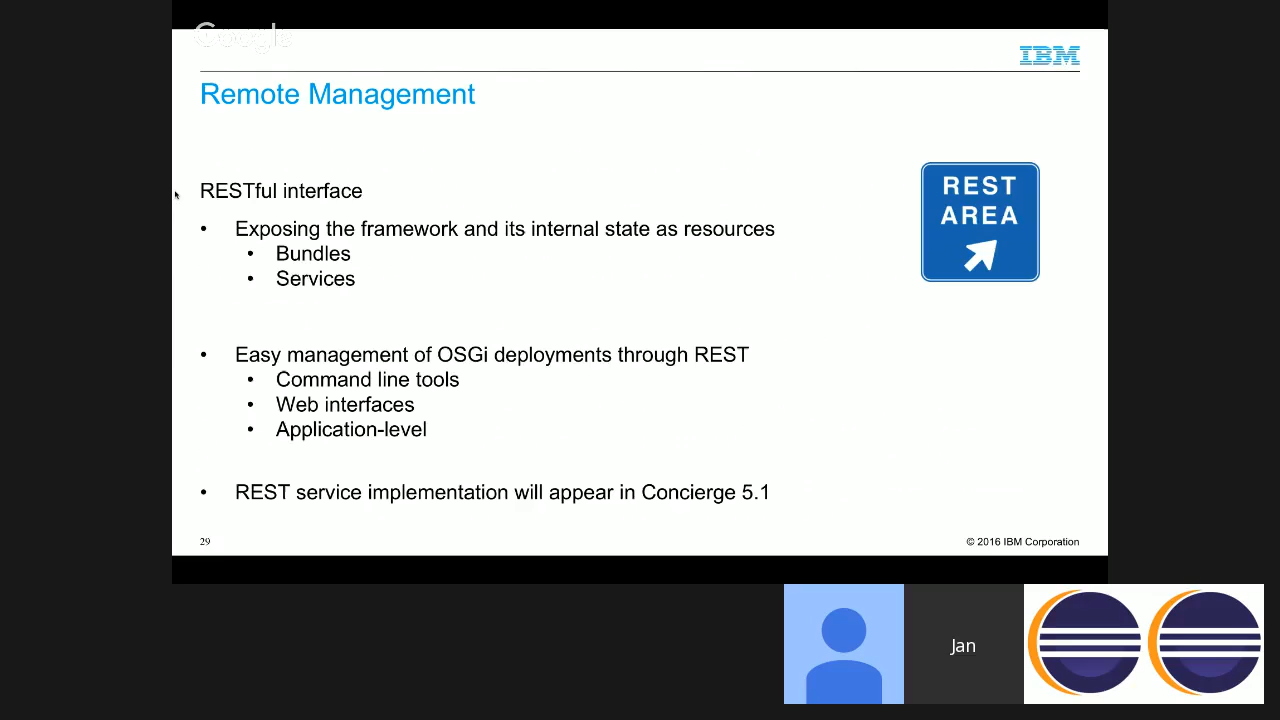 Google
IBM
Remote Management
RESTful interface
• Exposing the framework and its internal state as resources
• Bundles
• Services
REST
AREA
• Easy management of OSGi deployments through REST
• Command line tools
• Web interfaces
• Application-level
• REST service implementation will appear in Concierge 5.1
29
© 2016 IBM Corporation
Jan